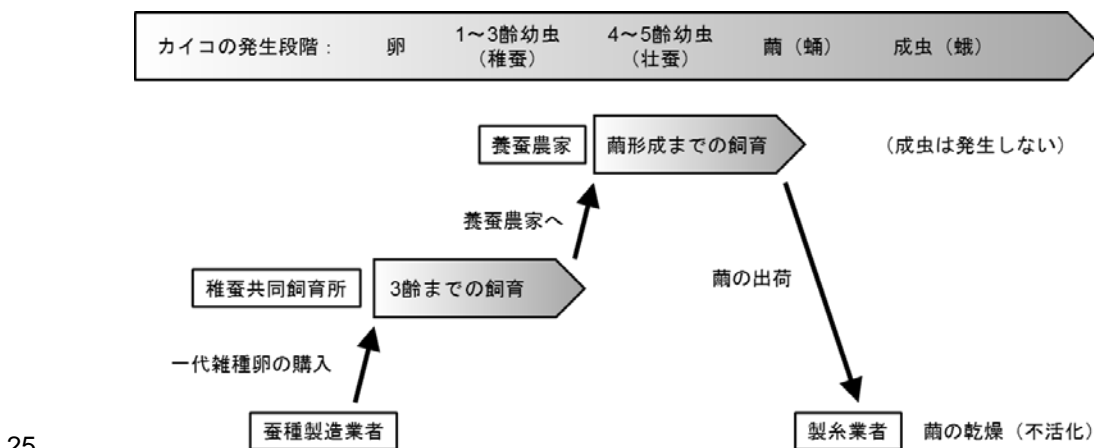 カイコの発生段階： 卵 1～3齢幼虫（稚蚕） 4～5齢幼虫（壮蚕） 繭（蛹） 成虫（蛾）
養蚕農家 繭形成までの飼育 （成虫は発生しない）
養蚕農家へ
稚蚕共同飼育所 3齢までの飼育 繭の出荷
一代雑種卵の購入
25 蚕種製造業者 製糸業者 繭の乾燥（不活化）